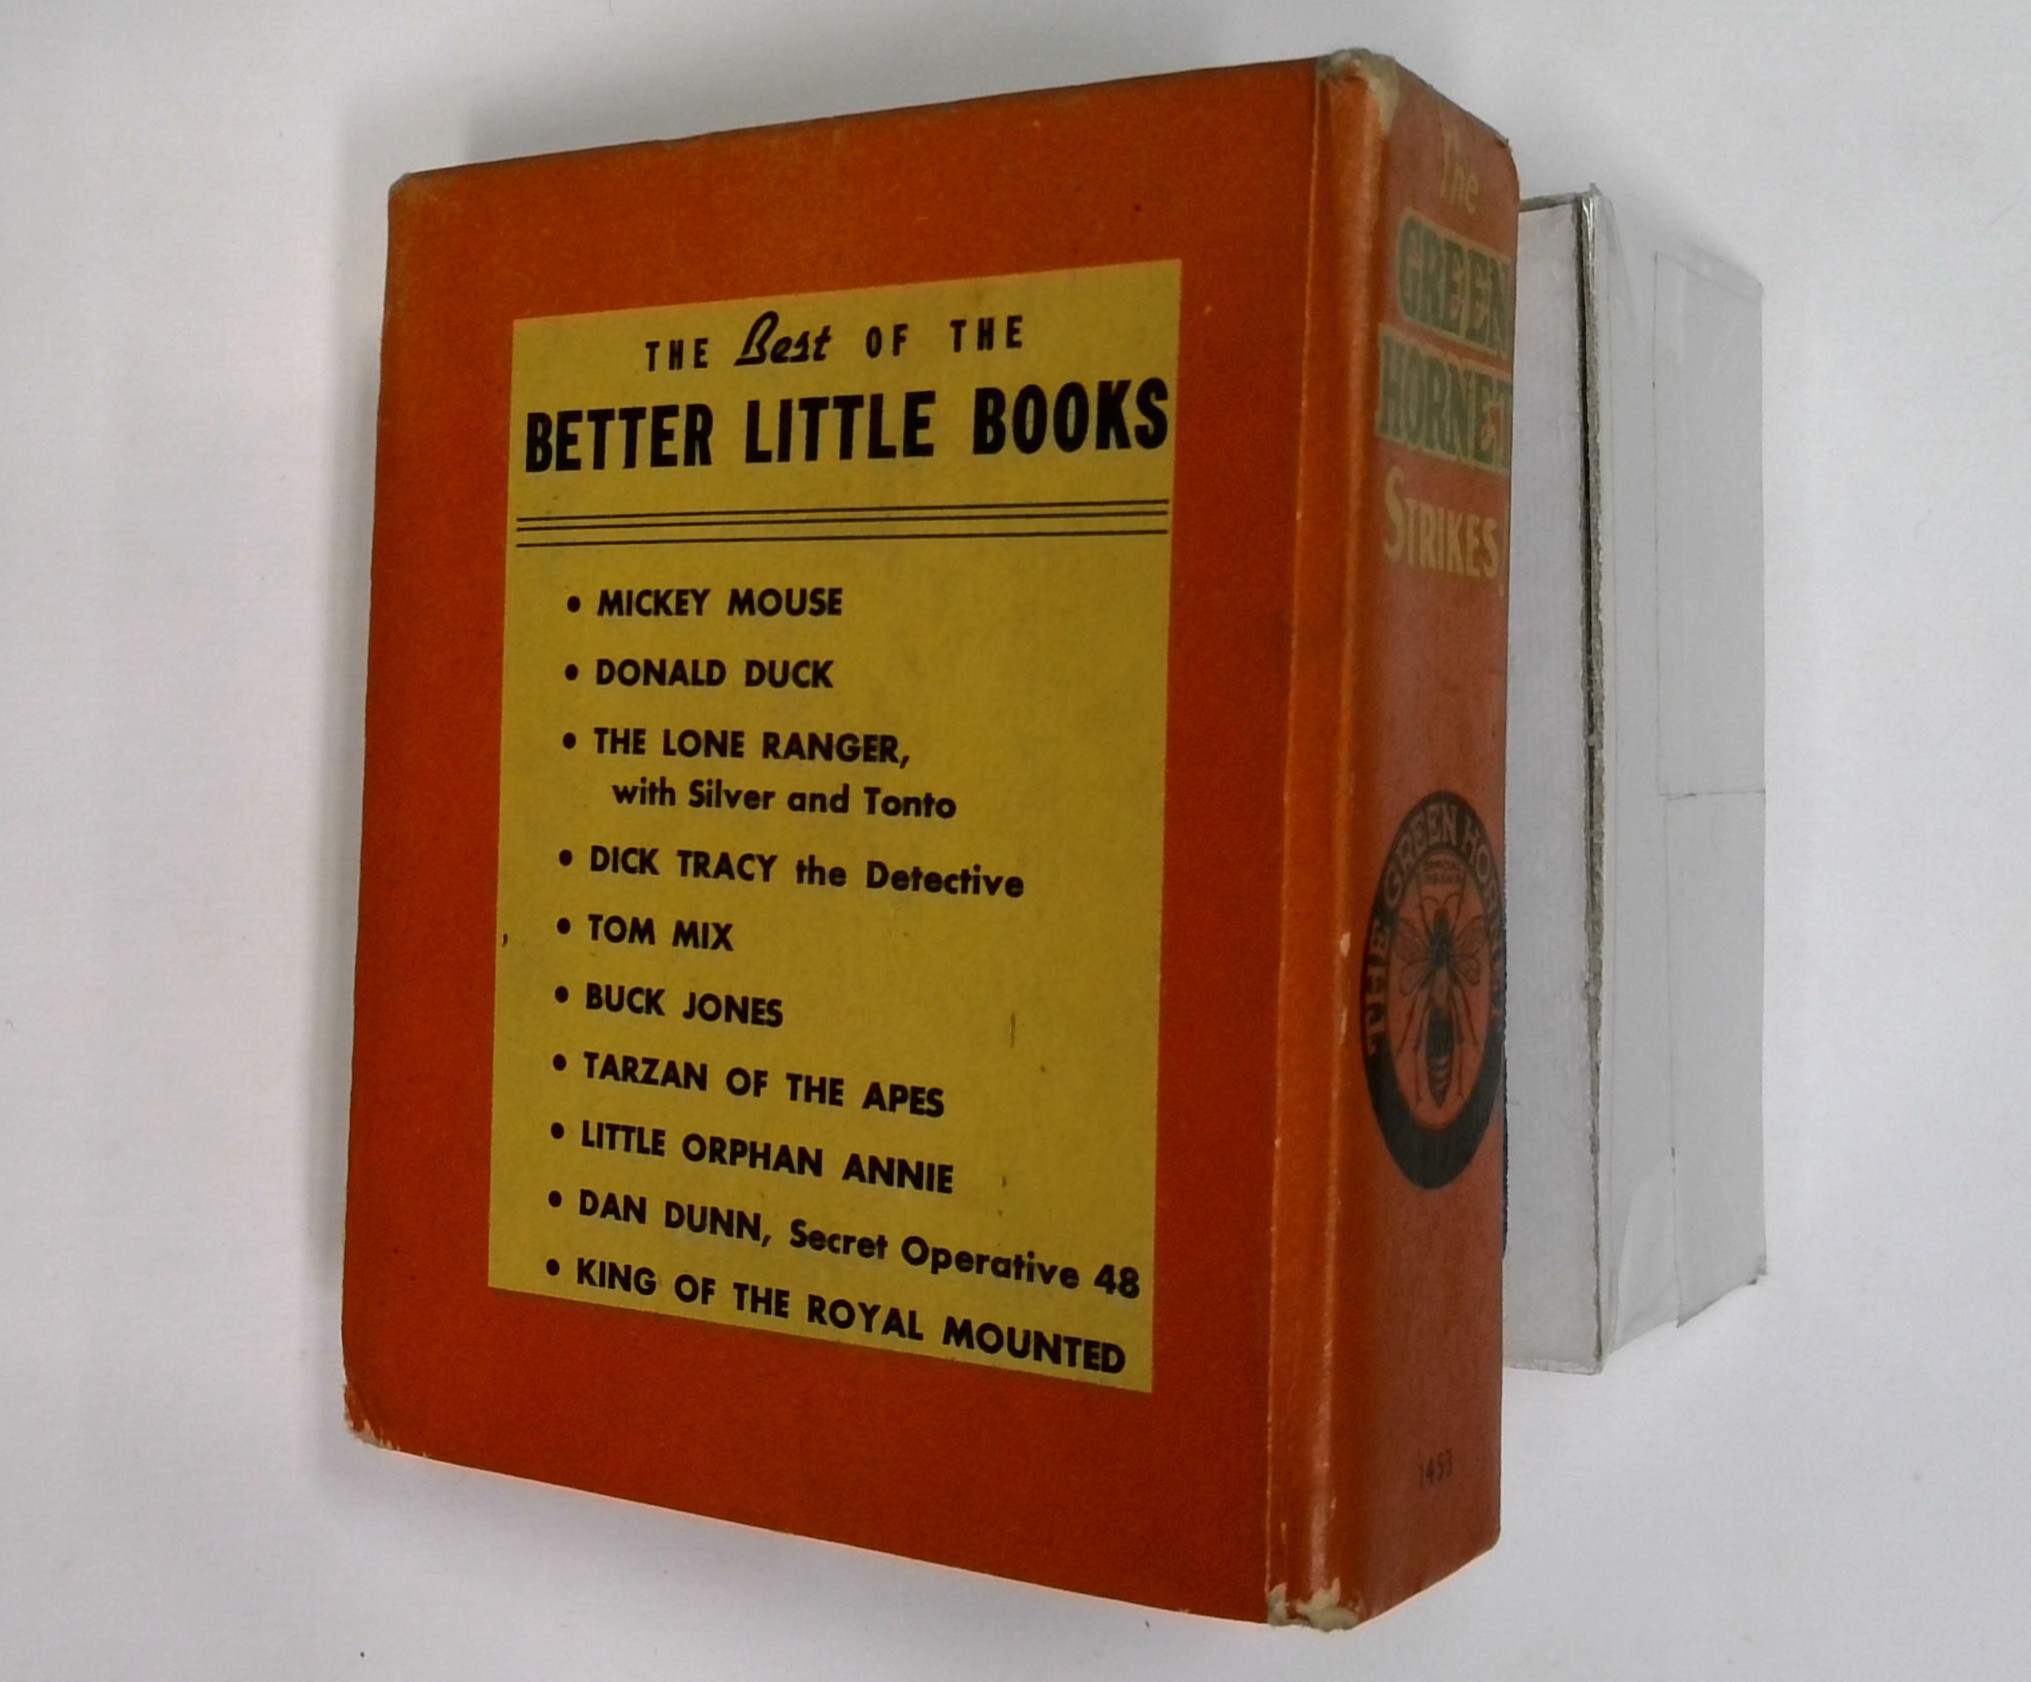 THE Best OF THE
BETTER LITTLE BOOKS
• MICKEY MOUSE
• DONALD DUCK
• THE LONE RANGER,
with Silver and Tonto
• DICK TRACY the Detective
• TOM MIX
• BUCK JONES
• TARZAN OF THE APES
• LITTLE ORPHAN ANNIE
• DAN DUNN, Secret Operative 48
• KING OF THE ROYAL MOUNTED
The
GREEN
HORNET
STRIKES!
THE GREEN HORNET
1453